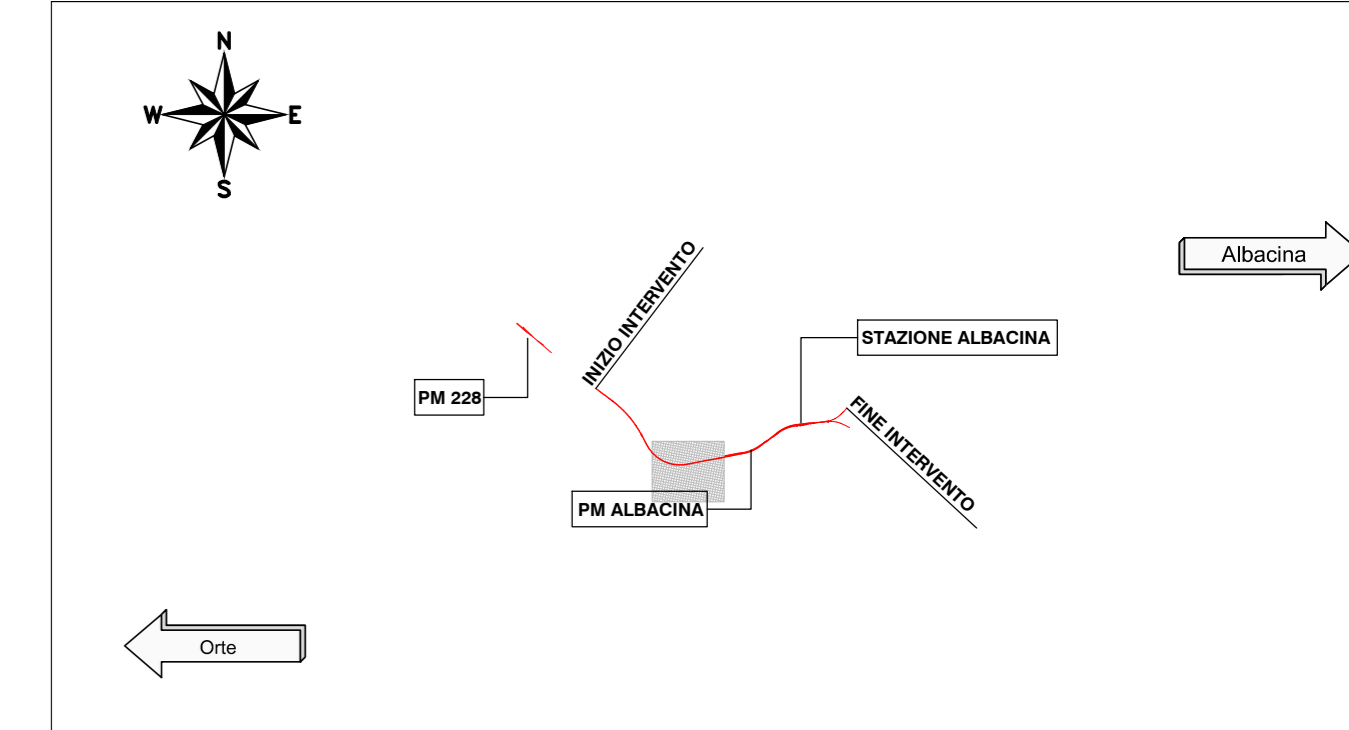 N
W
E
S
INIZIO INTERVENTO
Albacina
STAZIONE ALBACINA
PM 228
FINE INTERVENTO
PM ALBACINA
Orte